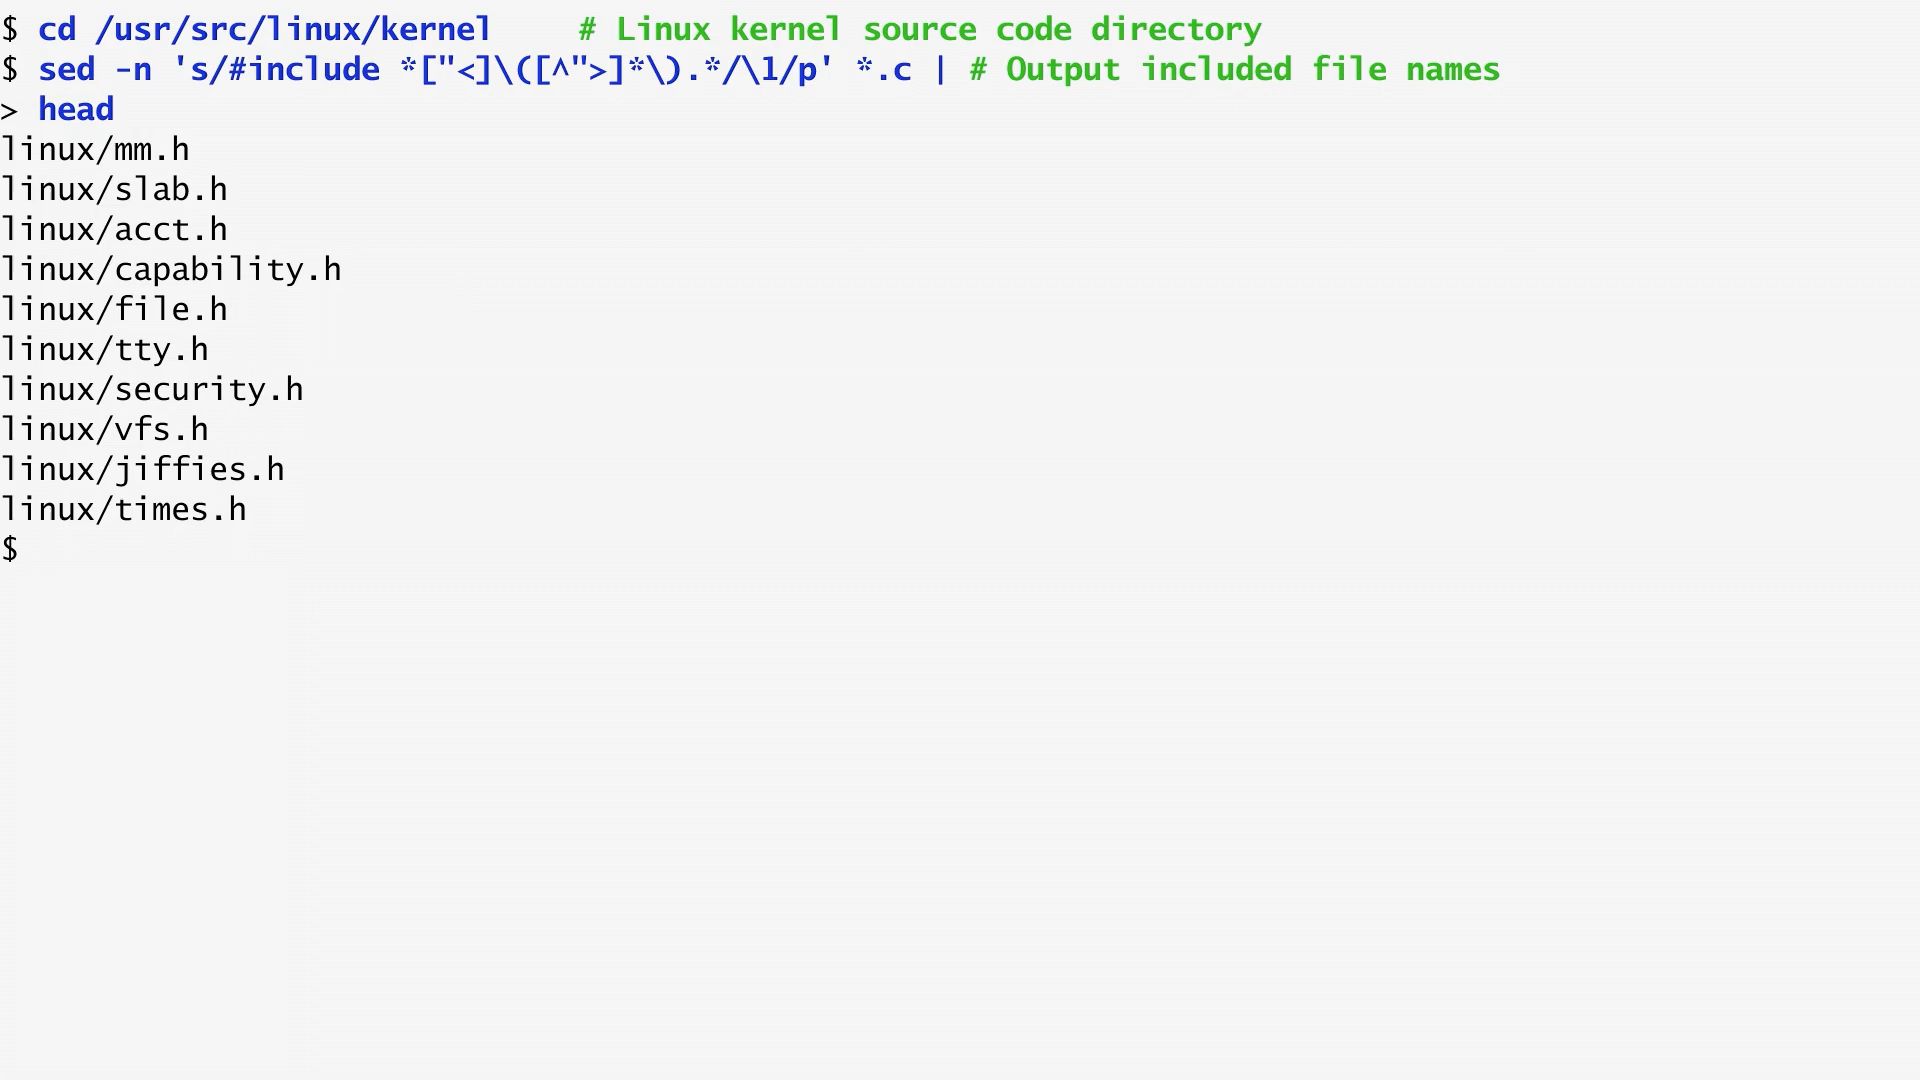 $ cd /usr/src/linux/kernel     # Linux kernel source code directory
$ sed -n 's/#include *["<]\([^">]*\).*/\1/p' *.c | # Output included file names
> head
linux/mm.h
linux/slab.h
linux/acct.h
linux/capability.h
linux/file.h
linux/tty.h
linux/security.h
linux/vfs.h
linux/jiffies.h
linux/times.h
$